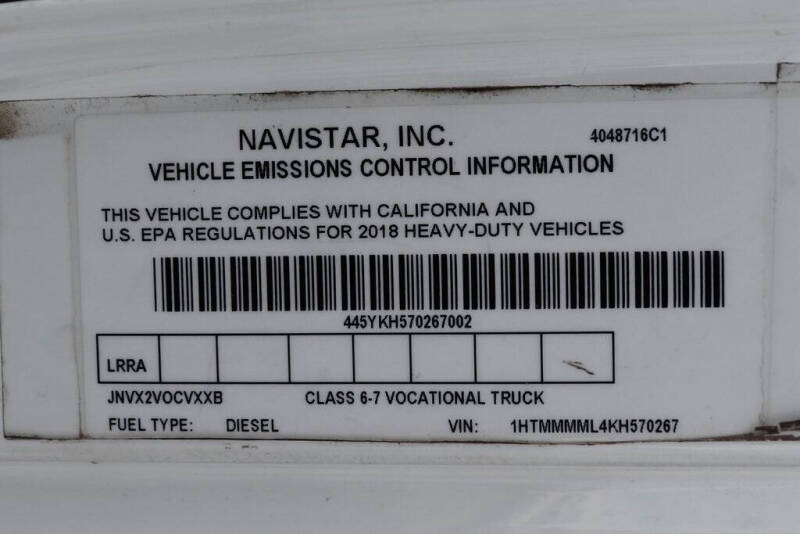 NAVISTAR, INC. 4048716C1
VEHICLE EMISSIONS CONTROL INFORMATION
THIS VEHICLE COMPLIES WITH CALIFORNIA AND
U.S. EPA REGULATIONS FOR 2018 HEAVY-DUTY VEHICLES
445YKH570267002
LRRA
JNVX2VOCVXXB CLASS 6-7 VOCATIONAL TRUCK
FUEL TYPE: DIESEL VIN: 1HTMMMML4KH570267